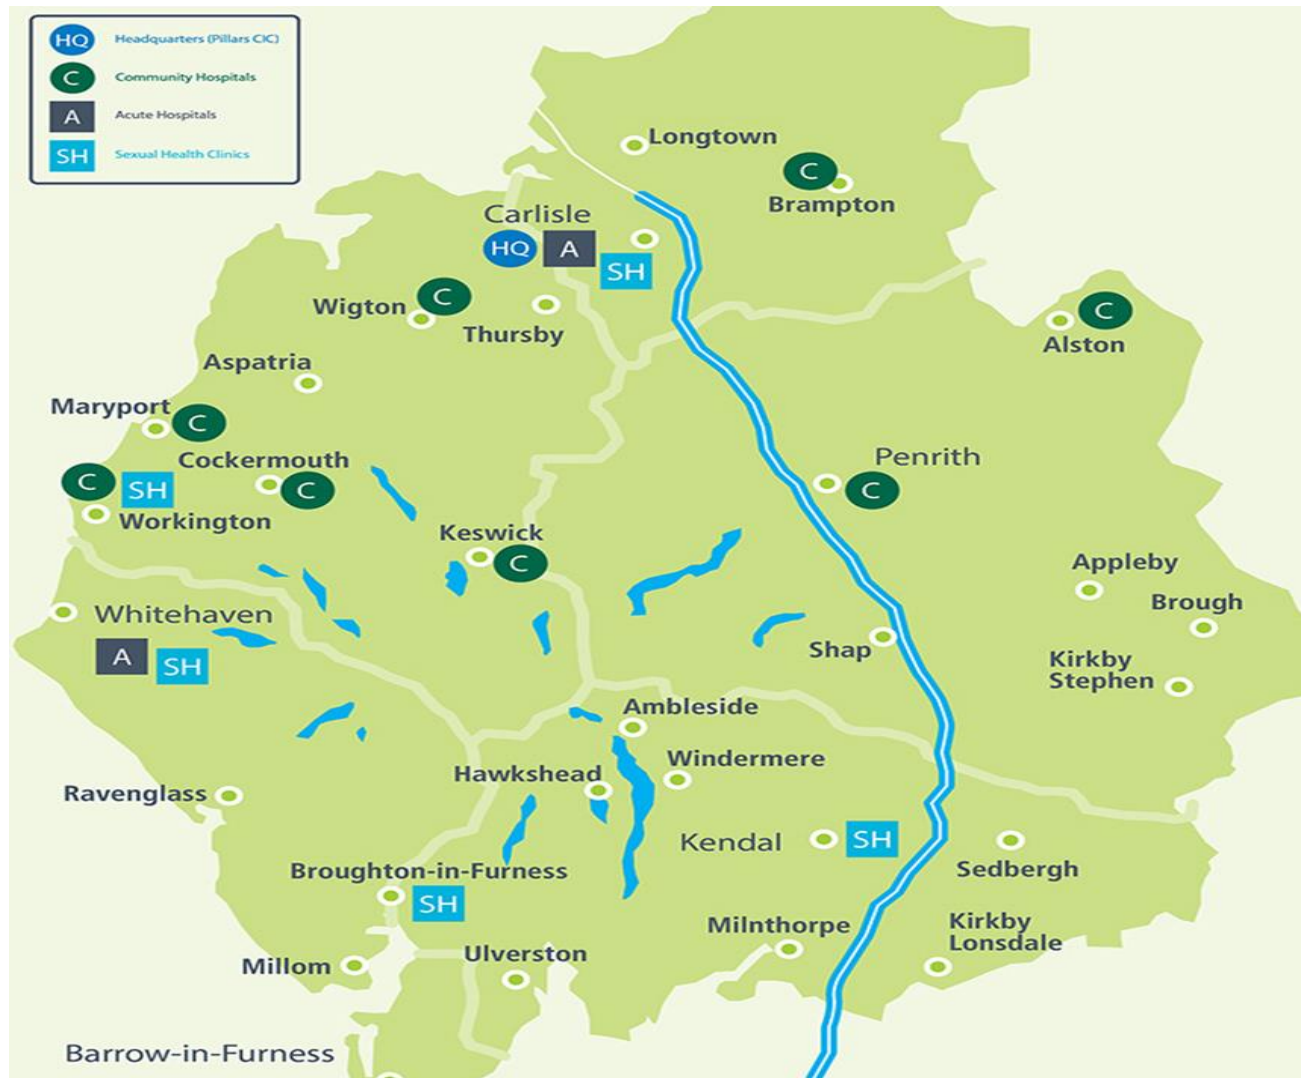 HQ Headquarters (Pillars CIC)
C Community Hospitals
A Acute Hospitals
SH Sexual Health Clinics
Longtown
C
Brampton
Carlisle
HQ A
SH
C
Wigton
Thursby
C
Alston
Aspatria
Maryport
C
Cockermouth
C SH C
Workington
Penrith
C
Keswick
C
Appleby
Brough
Whitehaven
A SH
Shap
Kirkby
Stephen
Ambleside
Windermere
Hawkshead
Ravenglass
Kendal SH
Sedbergh
Broughton-in-Furness
SH
Milnthorpe
Kirkby
Lonsdale
Ulverston
Millom
Barrow-in-Furness